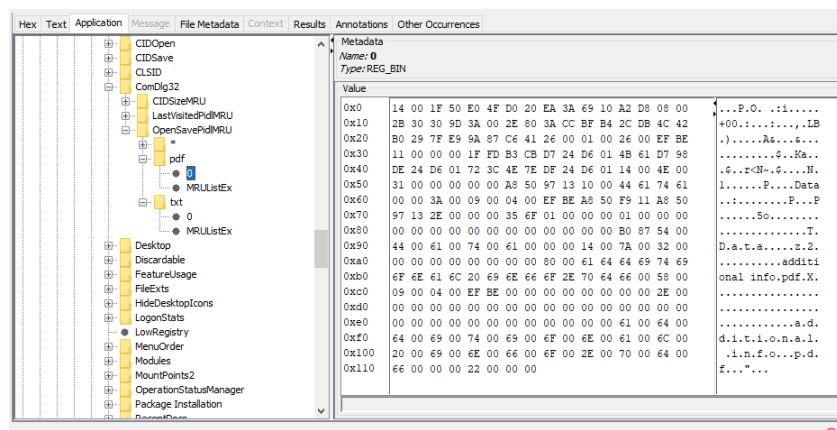 Hex Text Application Message File Metadata Context Results Annotations Other Occurrences
CIDOpen
CIDSave
CLSID
ComDlg32
CIDSizeMRU
LastVisitedPidlMRU
OpenSavePidlMRU
*
pdf
0
MRUListEx
txt
0
MRUListEx
Desktop
Discardable
FeatureUsage
FileExts
HideDesktopIcons
LogonStats
LowRegistry
MenuOrder
Modules
MountPoints2
OperationStatusManager
Package Installation
RecentDocs
Metadata
Name: 0
Type: REG_BIN
Value
0x0 14 00 1F 50 E0 4F D0 20 EA 3A 69 10 A2 D8 08 00 ...P.O. .:i.....
0x10 2B 30 30 9D 3A 00 2E 80 3A CC BF B4 2C DB 4C 42 +00.:...:...,.LB
0x20 B0 29 7F E9 9A 87 C6 41 26 00 01 00 26 00 EF BE .).....A&...&...
0x30 11 00 00 00 1F FD B3 CB D7 24 D6 01 4B 61 D7 98 .........$..Ka..
0x40 DE 24 D6 01 72 3C 4E 7E DF 24 D6 01 14 00 4E 00 .$..r<N~.$....N.
0x50 31 00 00 00 00 00 A8 50 97 13 10 00 44 61 74 61 1......P....Data
0x60 00 00 3A 00 09 00 04 00 EF BE A8 50 F9 11 A8 50 ..:........P...P
0x70 97 13 2E 00 00 00 35 6F 01 00 00 00 01 00 00 00 ......5o........
0x80 00 00 00 00 00 00 00 00 00 00 00 00 B0 87 54 00 ..............T.
0x90 44 00 61 00 74 00 61 00 00 00 14 00 7A 00 32 00 D.a.t.a.....z.2.
0xa0 00 00 00 00 00 00 00 00 80 00 61 64 64 69 74 69 ..........additi
0xb0 6F 6E 61 6C 20 69 6E 66 6F 2E 70 64 66 00 58 00 onal info.pdf.X.
0xc0 09 00 04 00 EF BE 00 00 00 00 00 00 00 00 2E 00 ................
0xd0 00 00 00 00 00 00 00 00 00 00 00 00 00 00 00 00 ................
0xe0 00 00 00 00 00 00 00 00 00 00 00 00 61 00 64 00 ............a.d.
0xf0 64 00 69 00 74 00 69 00 6F 00 6E 00 61 00 6C 00 d.i.t.i.o.n.a.l.
0x100 20 00 69 00 6E 00 66 00 6F 00 2E 00 70 00 64 00 .i.n.f.o...p.d.
0x110 66 00 00 00 22 00 00 00 f..."...